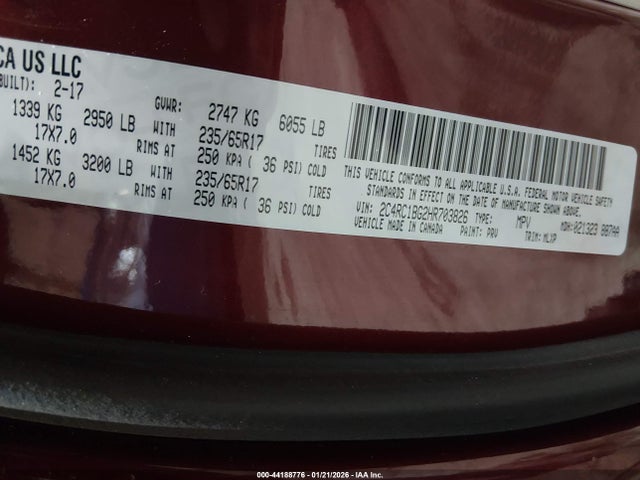 CA US LLC
BUILT): 2-17
GVWR: 2747 KG 6055 LB
1339 KG 2950 LB WITH 235/65R17 TIRES
17X7.0 RIMS AT 250 KPA ( 36 PSI) COLD
1452 KG 3200 LB WITH 235/65R17 TIRES
17X7.0 RIMS AT 250 KPA ( 36 PSI) COLD
THIS VEHICLE CONFORMS TO ALL APPLICABLE U.S.A. FEDERAL MOTOR VEHICLE SAFETY
STANDARDS IN EFFECT ON THE DATE OF MANUFACTURE SHOWN ABOVE.
VIN: 2C4RC1BG2HR703826 TYPE: MPV MDH: 021323 087AA
VEHICLE MADE IN CANADA PAINT: PRV TRIM: MLXP
000-44188776 - 01/21/2026 - IAA Inc.